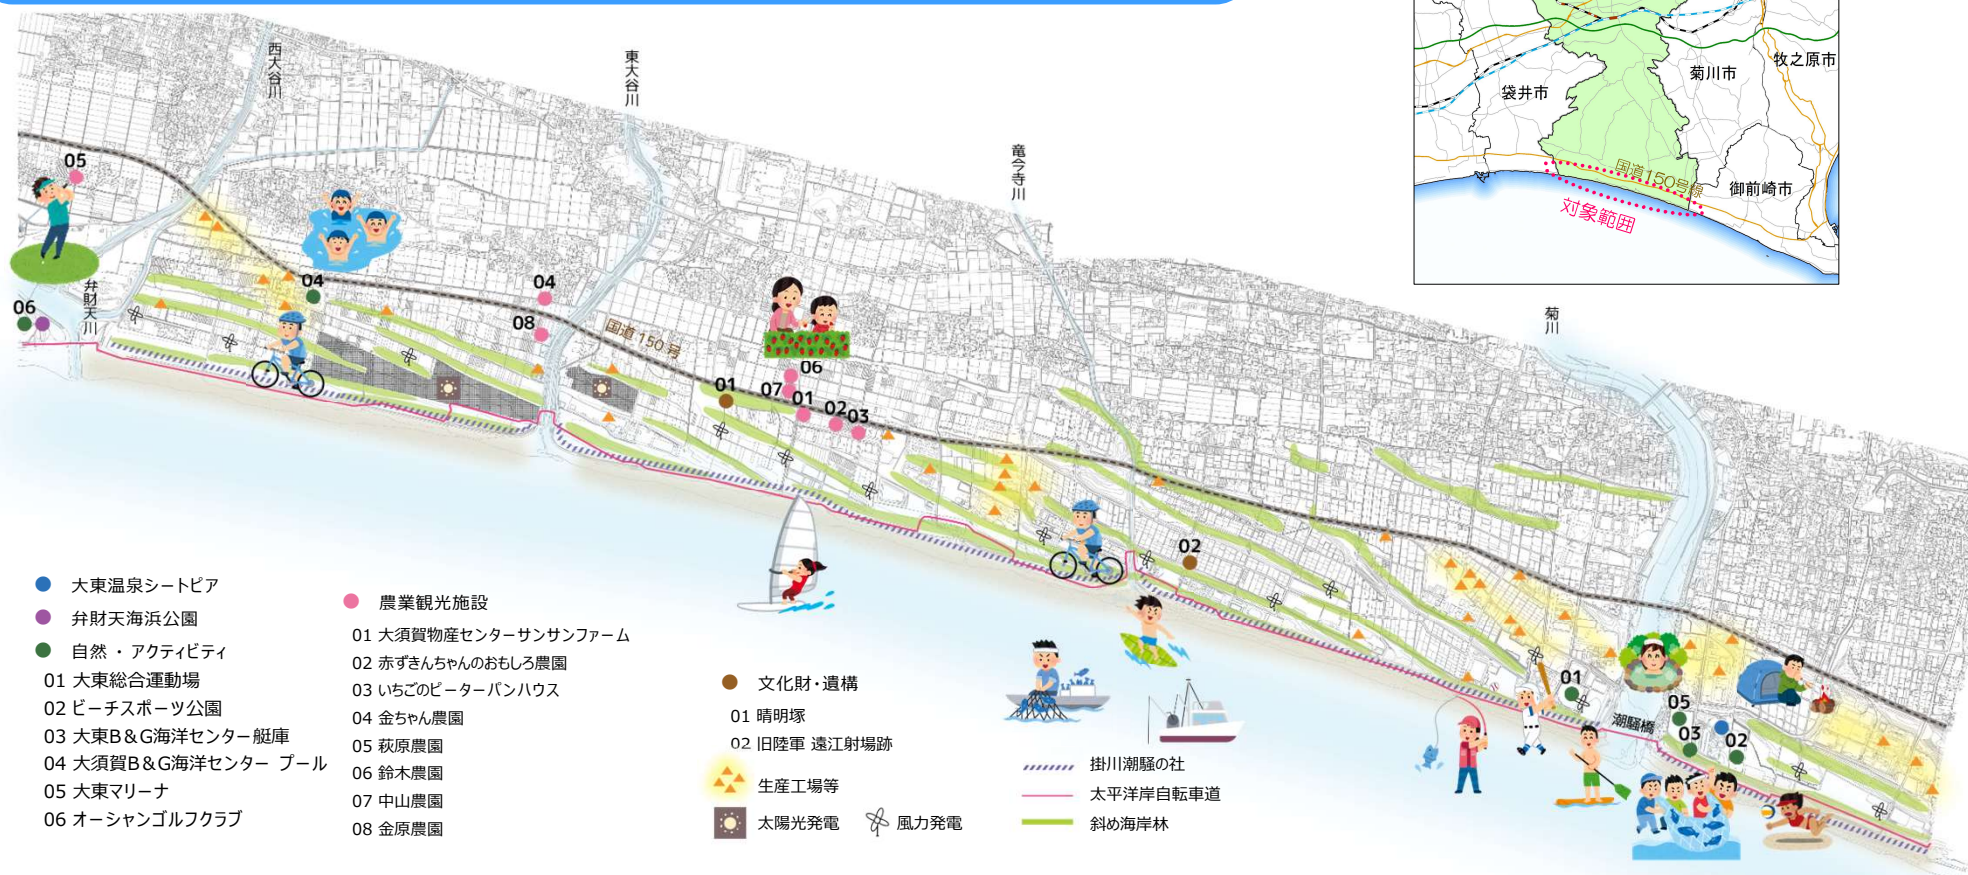 西大谷川
東大谷川
竜今寺川
菊川
弁財天川
国道150号
潮騒橋
05
06
04
04
08
01
06
07
01
02
03
02
01
05
03
02
袋井市
菊川市
牧之原市
御前崎市
国道150号線
対象範囲
大東温泉シートピア
弁財天海浜公園
自然・アクティビティ
01 大東総合運動場
02 ビーチスポーツ公園
03 大東B&G海洋センター艇庫
04 大須賀B&G海洋センター プール
05 大東マリーナ
06 オーシャンゴルフクラブ
農業観光施設
01 大須賀物産センターサンサンファーム
02 赤ずきんちゃんのおもしろ農園
03 いちごのピーターパンハウス
04 金ちゃん農園
05 萩原農園
06 鈴木農園
07 中山農園
08 金原農園
文化財・遺構
01 晴明塚
02 旧陸軍 遠江射場跡
生産工場等
太陽光発電
風力発電
掛川潮騒の杜
太平洋岸自転車道
斜め海岸林